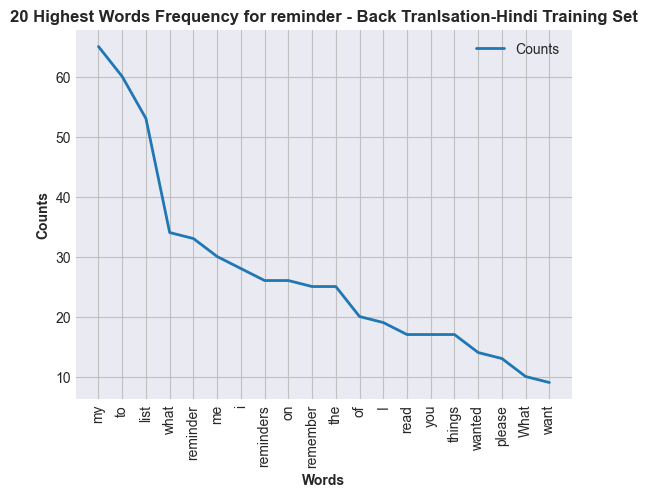 20 Highest Words Frequency for reminder - Back Tranlsation-Hindi Training Set
Counts
60
50
40
30
20
10
Counts
my
to
list
what
reminder
me
i
reminders
on
remember
the
of
I
read
you
things
wanted
please
What
want
Words